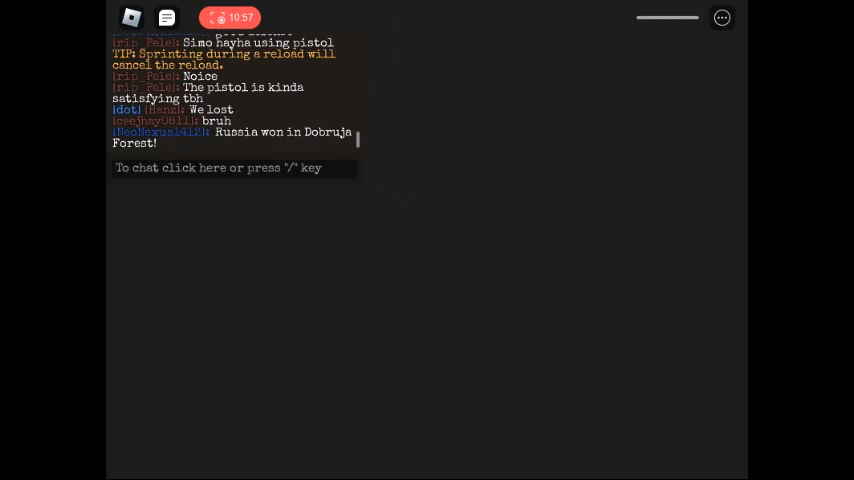 10:57
[rip_Pele]: Simo hayha using pistol
TIP: Sprinting during a reload will
cancel the reload.
[rip_Pele]: Noice
[rip_Pele]: The pistol is kinda
satisfying tbh
[dot] [Hanz]: We lost
[ceejhay0811]: bruh
[NeoNexus1412]: Russia won in Dobruja
Forest!
To chat click here or press "/" key